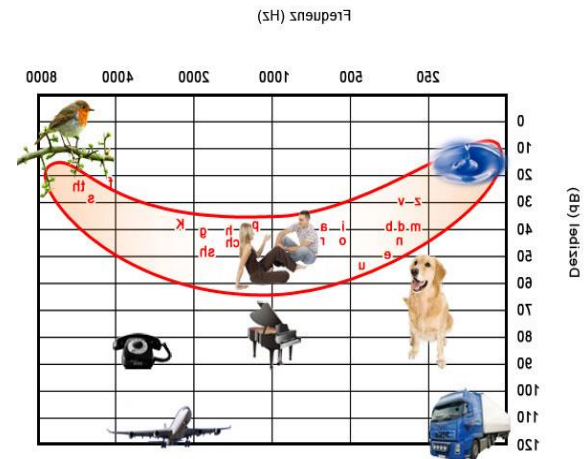 Frequenz (Hz)
250 500 1000 2000 4000 8000
Dezibel (dB)
0
10
20
30
40
50
60
70
80
90
100
110
120
z v
m.d.b
n
e
u
i
o
a
r
p
h
ch
g
sh
K
f
th
s